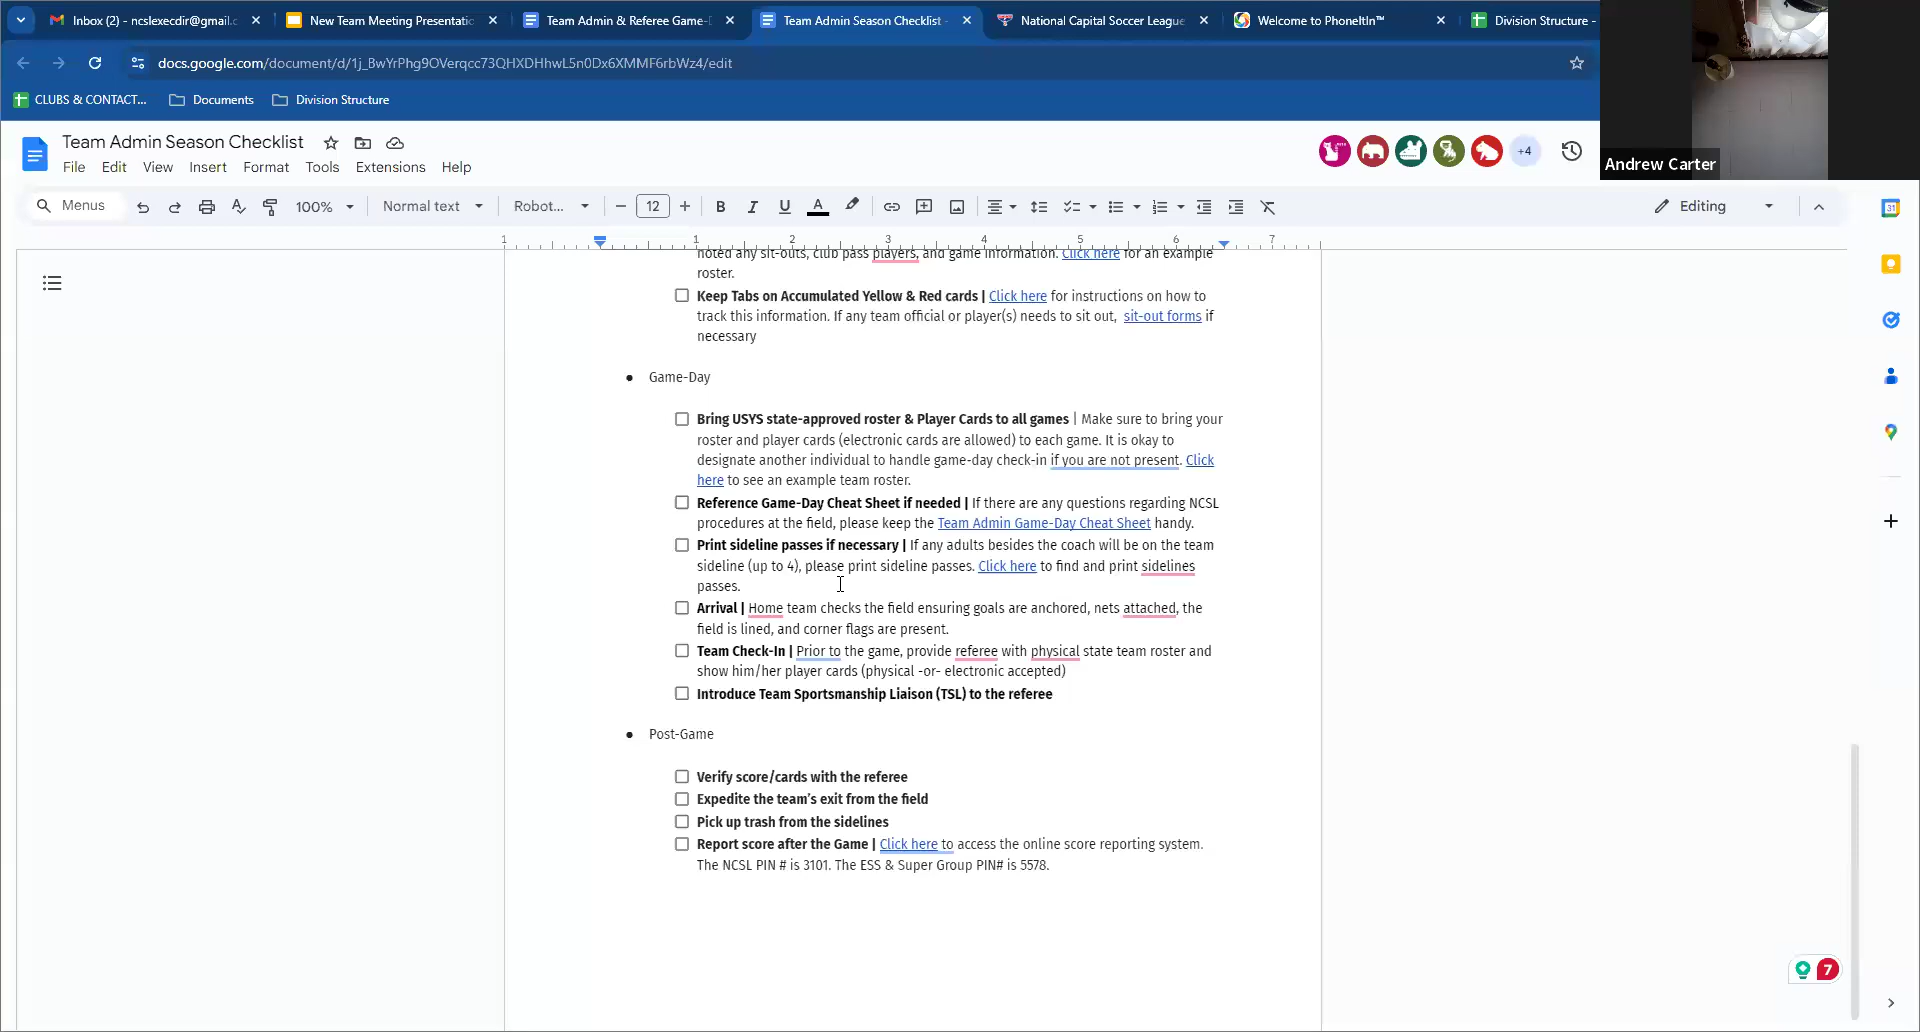 Inbox (2) - ncslexecdir@gmail.c
New Team Meeting Presentatio
Team Admin & Referee Game-D
Team Admin Season Checklist -
National Capital Soccer League
Welcome to PhoneItIn™
Division Structure -
docs.google.com/document/d/1j_BwYrPhg9OVerqcc73QHXDHhwL5n0Dx6XMMF6rbWz4/edit
CLUBS & CONTACT...
Documents
Division Structure
Team Admin Season Checklist
+4
Andrew Carter
File Edit View Insert Format Tools Extensions Help
Menus
100%
Normal text
Robot...
12
Editing
31
1 1 2 3 4 5 6 7
noted any sit-outs, club pass players, and game information. Click here for an example
roster.
Keep Tabs on Accumulated Yellow & Red cards | Click here for instructions on how to
track this information. If any team official or player(s) needs to sit out, sit-out forms if
necessary
● Game-Day
Bring USYS state-approved roster & Player Cards to all games | Make sure to bring your
roster and player cards (electronic cards are allowed) to each game. It is okay to
designate another individual to handle game-day check-in if you are not present. Click
here to see an example team roster.
Reference Game-Day Cheat Sheet if needed | If there are any questions regarding NCSL
procedures at the field, please keep the Team Admin Game-Day Cheat Sheet handy.
Print sideline passes if necessary | If any adults besides the coach will be on the team
sideline (up to 4), please print sideline passes. Click here to find and print sidelines
passes.
Arrival | Home team checks the field ensuring goals are anchored, nets attached, the
field is lined, and corner flags are present.
Team Check-In | Prior to the game, provide referee with physical state team roster and
show him/her player cards (physical -or- electronic accepted)
Introduce Team Sportsmanship Liaison (TSL) to the referee
● Post-Game
Verify score/cards with the referee
Expedite the team's exit from the field
Pick up trash from the sidelines
Report score after the Game | Click here to access the online score reporting system.
The NCSL PIN # is 3101. The ESS & Super Group PIN# is 5578.
7